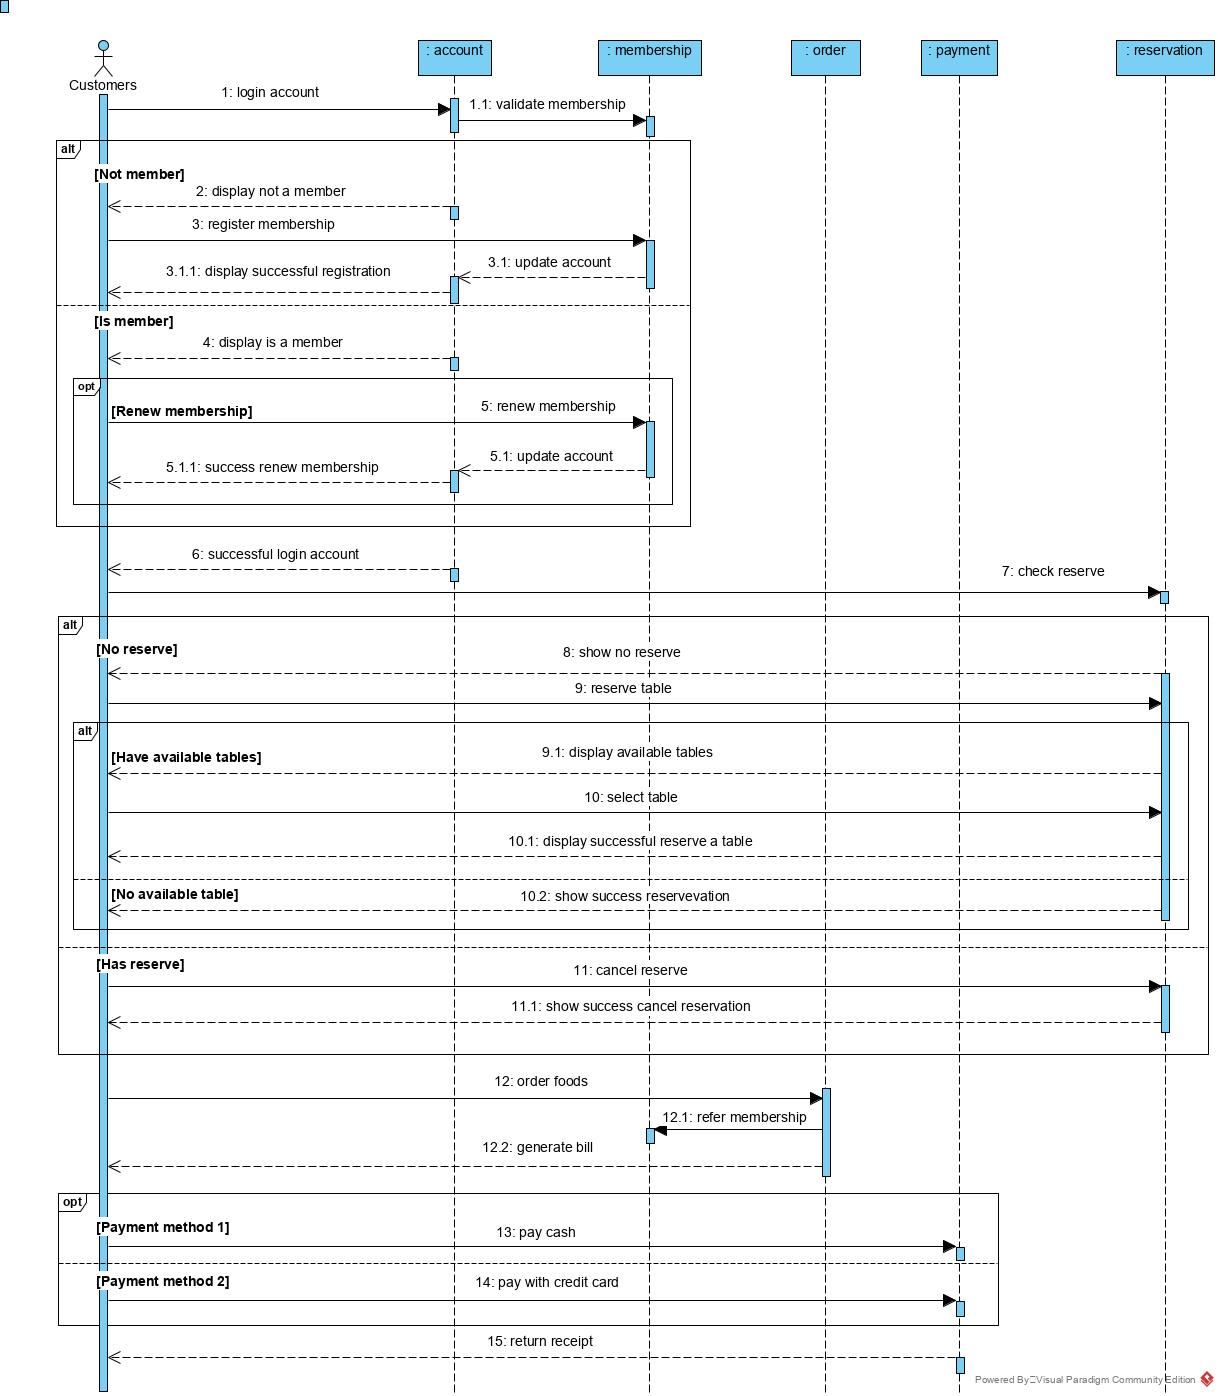 : account
: membership
: order
: payment
: reservation
Customers
1: login account
1.1: validate membership
alt
[Not member]
2: display not a member
3: register membership
3.1: update account
3.1.1: display successful registration
[Is member]
4: display is a member
opt
[Renew membership]
5: renew membership
5.1: update account
5.1.1: success renew membership
6: successful login account
7: check reserve
alt
[No reserve]
8: show no reserve
9: reserve table
alt
[Have available tables]
9.1: display available tables
10: select table
10.1: display successful reserve a table
[No available table]
10.2: show success reservevation
[Has reserve]
11: cancel reserve
11.1: show success cancel reservation
12: order foods
12.1: refer membership
12.2: generate bill
opt
[Payment method 1]
13: pay cash
[Payment method 2]
14: pay with credit card
15: return receipt
Powered By Visual Paradigm Community Edition